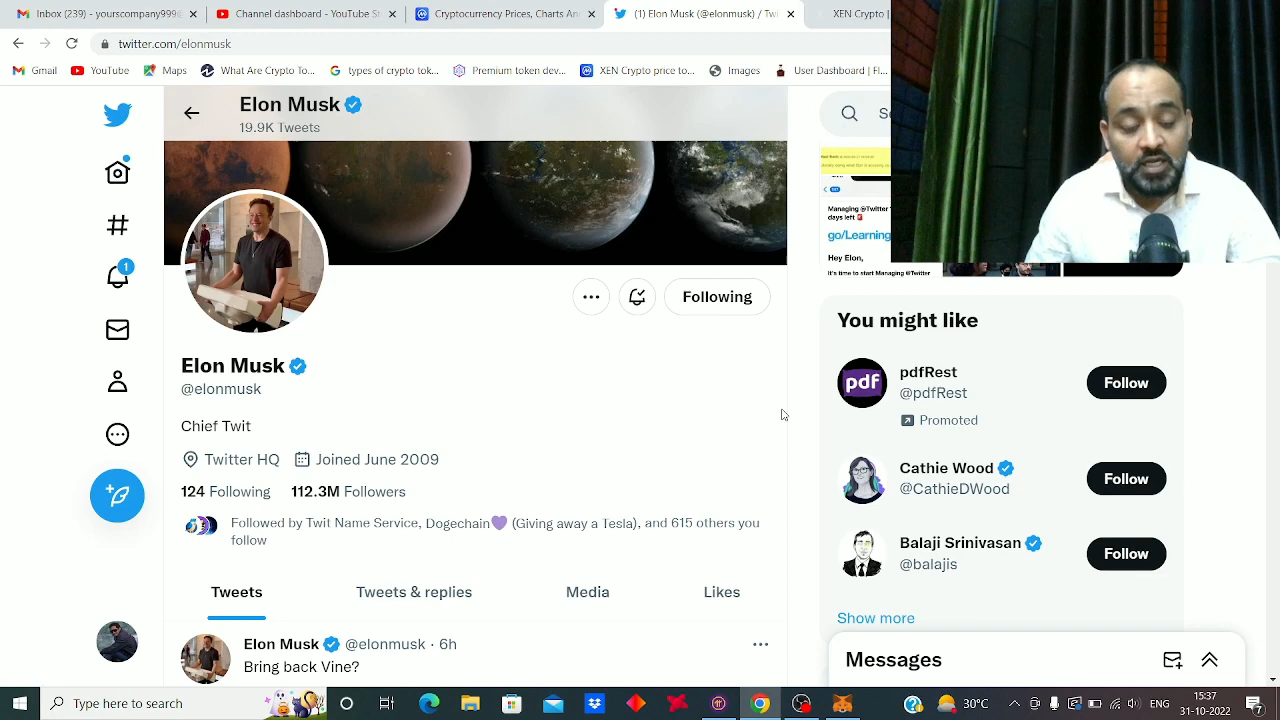 Inbox (1) - incompany999
YouTube - St
Cryptocurrency Prices, Charts An
(1) Elon Musk (@elonmusk) / Tw
XEN Crypto price
twitter.com/elonmusk
Gmail
YouTube
Maps
What Are Crypto To...
types of crypto tok...
Premium token dev...
XEN Crypto price to...
Images
User Dashboard | Fl...
Elon Musk
19.9K Tweets
Following
Elon Musk
@elonmusk
Chief Twit
Twitter HQ Joined June 2009
124 Following 112.3M Followers
Followed by Twit Name Service, Dogechain💜 (Giving away a Tesla), and 615 others you
follow
Tweets Tweets & replies Media Likes
Elon Musk @elonmusk · 6h
Bring back Vine?
1
Managing @Twitter
days left
go/Learning
Hey Elon,
It's time to start Managing @Twitter
You might like
pdf
pdfRest
@pdfRest
Follow
Promoted
Cathie Wood
@CathieDWood
Follow
Balaji Srinivasan
@balajis
Follow
Show more
Messages
Type here to search
30°C
ENG
15:37
31-10-2022
7